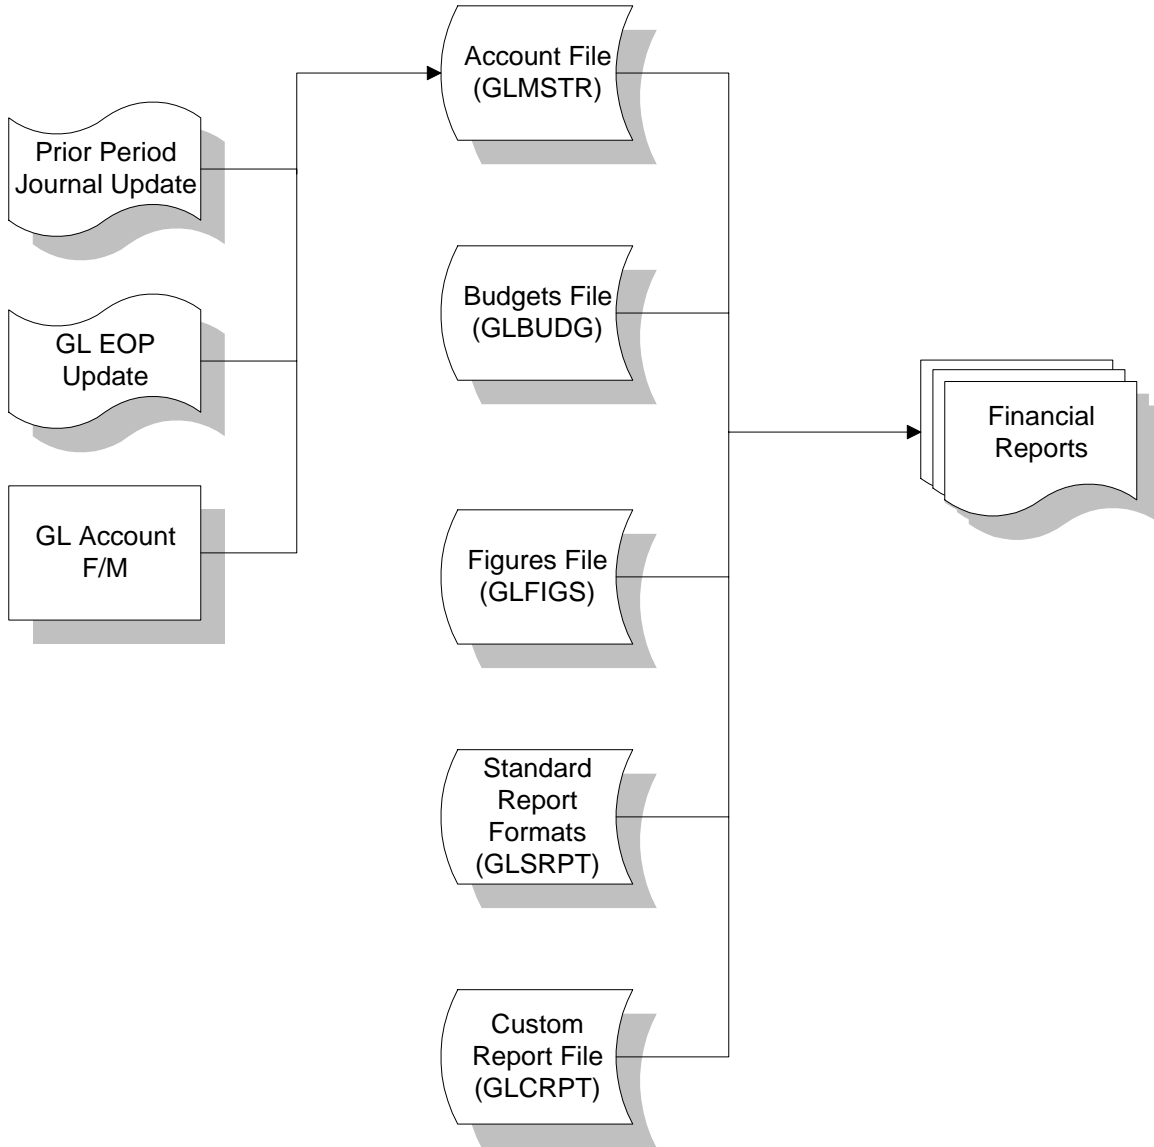 Prior Period
Journal Update
GL EOP
Update
GL Account
F/M
Account File
(GLMSTR)
Budgets File
(GLBUDG)
Figures File
(GLFIGS)
Standard
Report
Formats
(GLSRPT)
Custom
Report File
(GLCRPT)
Financial
Reports